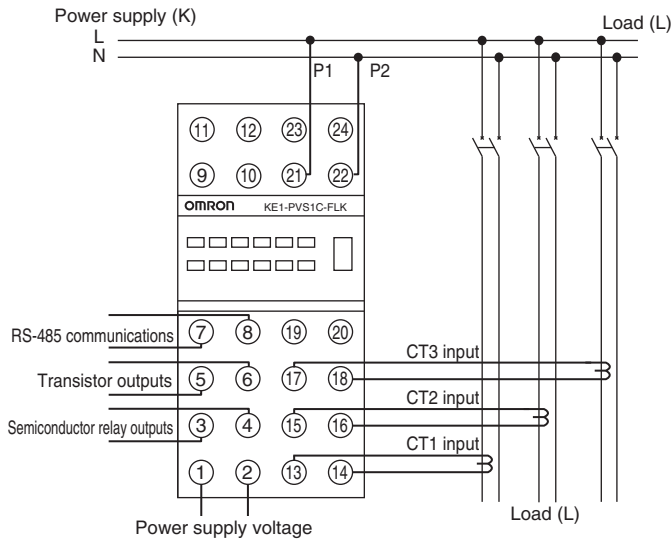 Power supply (K)
Load (L)
L
N
P1
P2
11 12 23 24
9 10 21 22
OMRON KE1-PVS1C-FLK
RS-485 communications
7 8 19 20
CT3 input
Transistor outputs
5 6 17 18
CT2 input
Semiconductor relay outputs
3 4 15 16
CT1 input
1 2 13 14
Load (L)
Power supply voltage